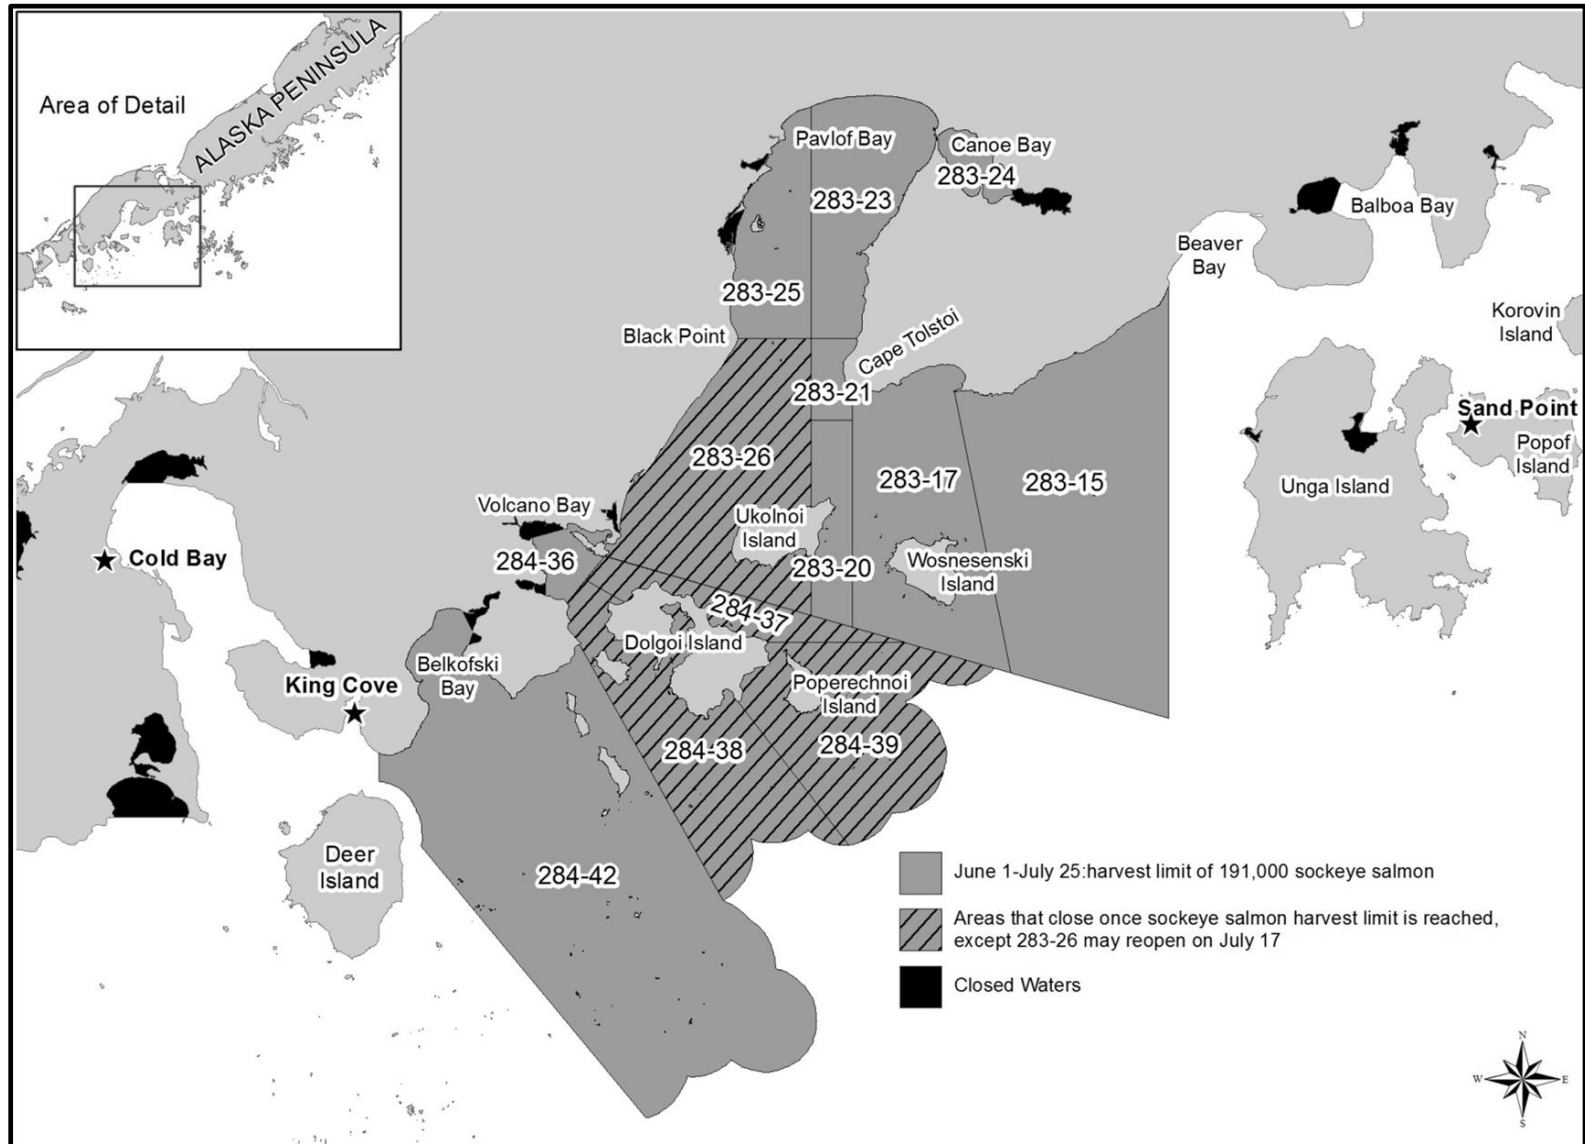 Area of Detail
ALASKA PENINSULA
Pavlof Bay
Canoe Bay
283-24
283-23
Balboa Bay
Beaver
Bay
283-25
Black Point
Cape Tolstoi
Korovin
Island
283-21
Sand Point
Popof
Island
283-26
283-17
283-15
Unga Island
Volcano Bay
Ukolnoi
Island
Cold Bay
284-36
283-20
Wosnesenski
Island
284-37
Dolgoi Island
Belkofski
Bay
King Cove
Poperechnoi
Island
284-38
284-39
Deer
Island
284-42
June 1-July 25:harvest limit of 191,000 sockeye salmon
Areas that close once sockeye salmon harvest limit is reached,
except 283-26 may reopen on July 17
Closed Waters
N
W
E
S